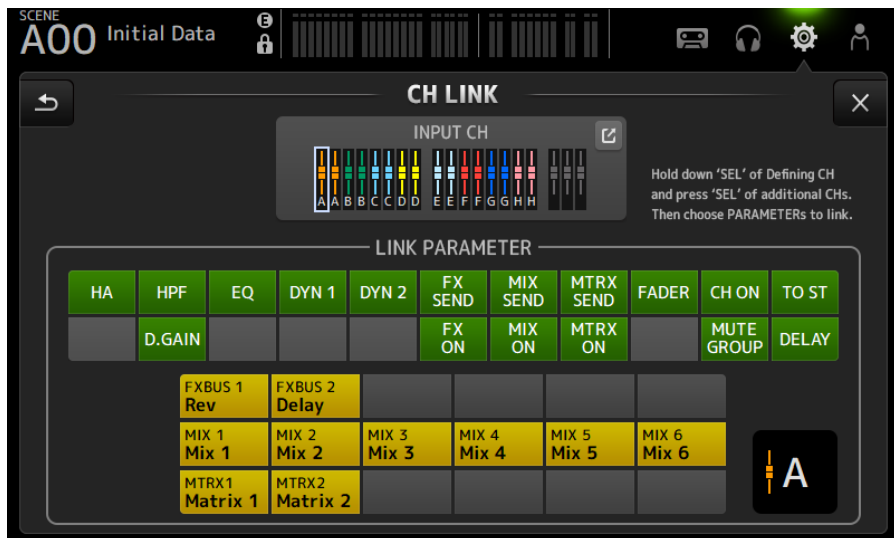 SCENE
A00 Initial Data
E
CH LINK
INPUT CH
A A B B C C D D E E F F G G H H
Hold down ‘SEL’ of Defining CH
and press ‘SEL’ of additional CHs.
Then choose PARAMETERs to link.
LINK PARAMETER
HA HPF EQ DYN 1 DYN 2 FX SEND MIX SEND MTRX SEND FADER CH ON TO ST
D.GAIN FX ON MIX ON MTRX ON MUTE GROUP DELAY
FXBUS 1 FXBUS 2
Rev Delay
MIX 1 MIX 2 MIX 3 MIX 4 MIX 5 MIX 6
Mix 1 Mix 2 Mix 3 Mix 4 Mix 5 Mix 6
MTRX1 MTRX2
Matrix 1 Matrix 2
A